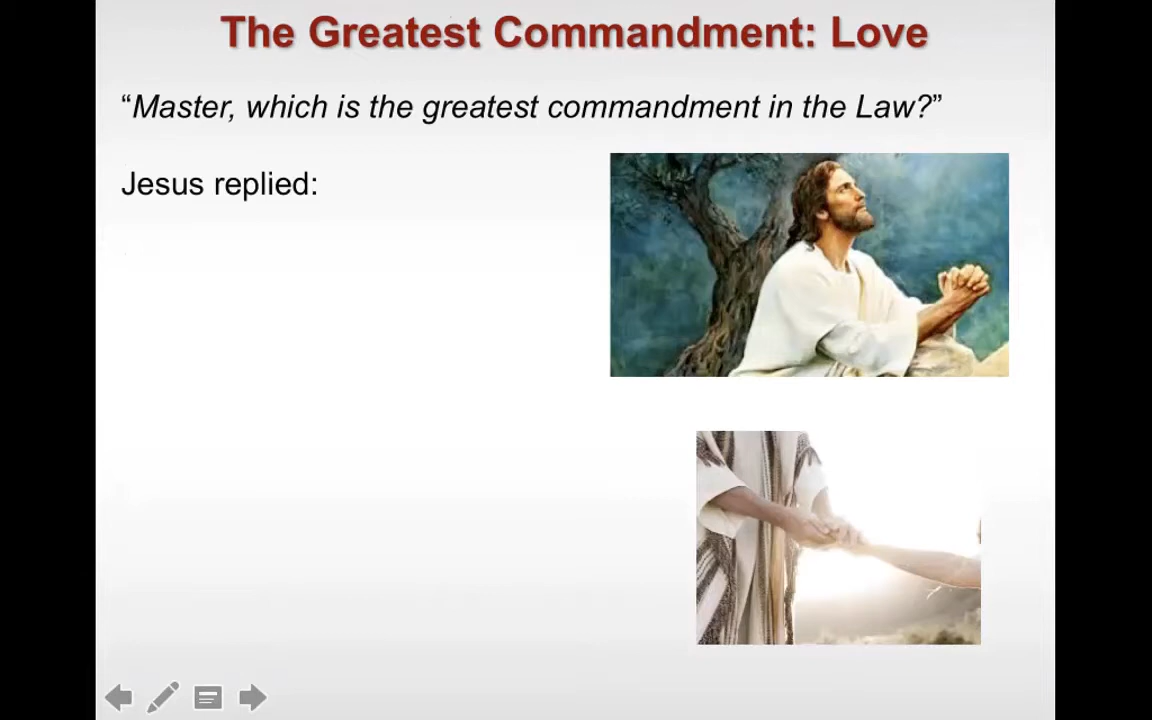 The Greatest Commandment: Love
“Master, which is the greatest commandment in the Law?”
Jesus replied: